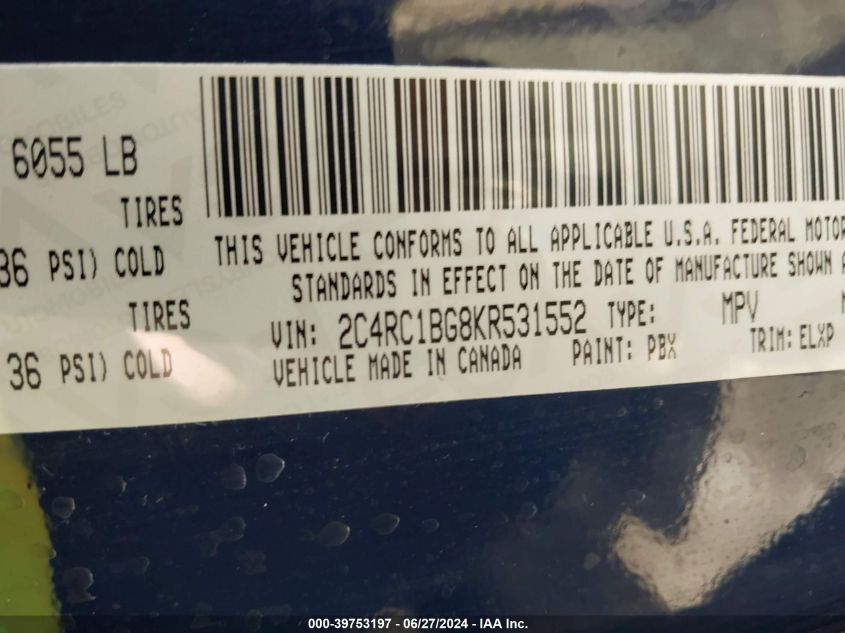 6055 LB
TIRES
36 PSI) COLD
TIRES
36 PSI) COLD
THIS VEHICLE CONFORMS TO ALL APPLICABLE U.S.A. FEDERAL MOTOR
STANDARDS IN EFFECT ON THE DATE OF MANUFACTURE SHOWN A
VIN: 2C4RC1BG8KR531552 TYPE: MPV
VEHICLE MADE IN CANADA PAINT: PBX TRIM: ELXP
000-39753197 - 06/27/2024 - IAA Inc.